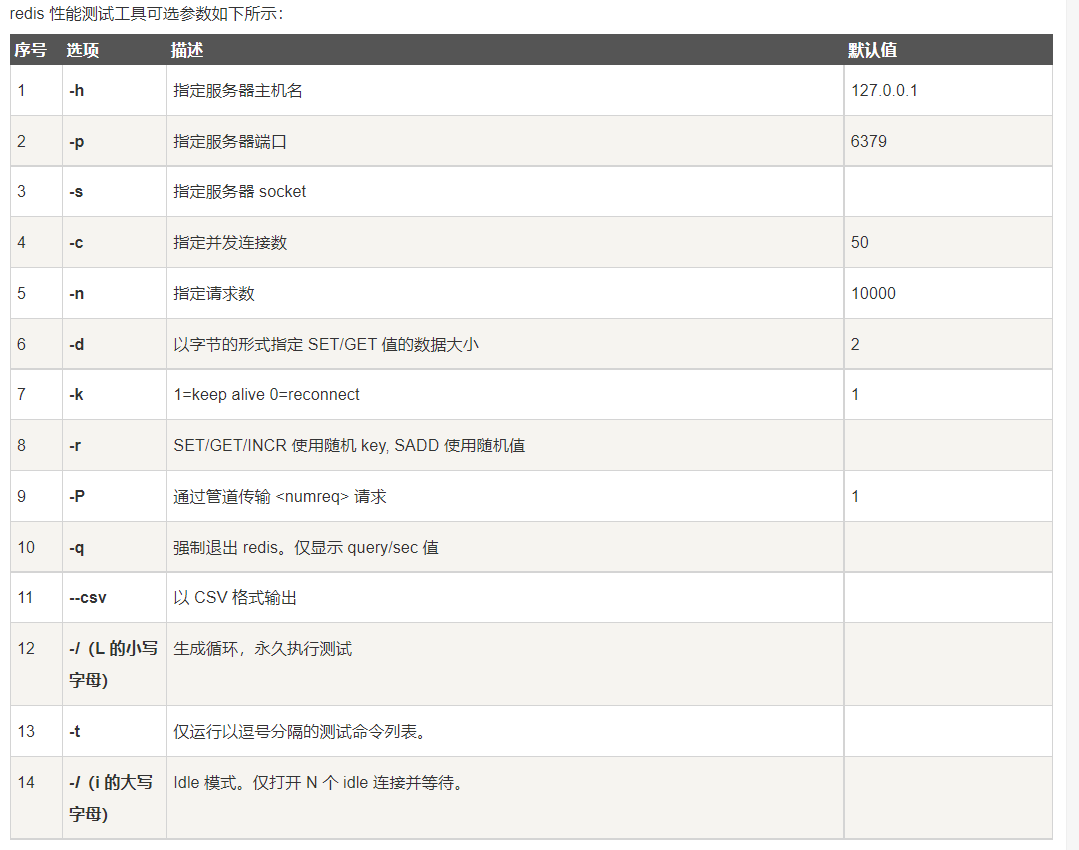 redis 性能测试工具可选参数如下所示：
序号 选项 描述 默认值
1 -h 指定服务器主机名 127.0.0.1
2 -p 指定服务器端口 6379
3 -s 指定服务器 socket
4 -c 指定并发连接数 50
5 -n 指定请求数 10000
6 -d 以字节的形式指定 SET/GET 值的数据大小 2
7 -k 1=keep alive 0=reconnect 1
8 -r SET/GET/INCR 使用随机 key, SADD 使用随机值
9 -P 通过管道传输 <numreq> 请求 1
10 -q 强制退出 redis。仅显示 query/sec 值
11 --csv 以 CSV 格式输出
12 -l（L 的小写 生成循环，永久执行测试
字母)
13 -t 仅运行以逗号分隔的测试命令列表。
14 -I（i 的大写 Idle 模式。仅打开 N 个 idle 连接并等待。
字母)